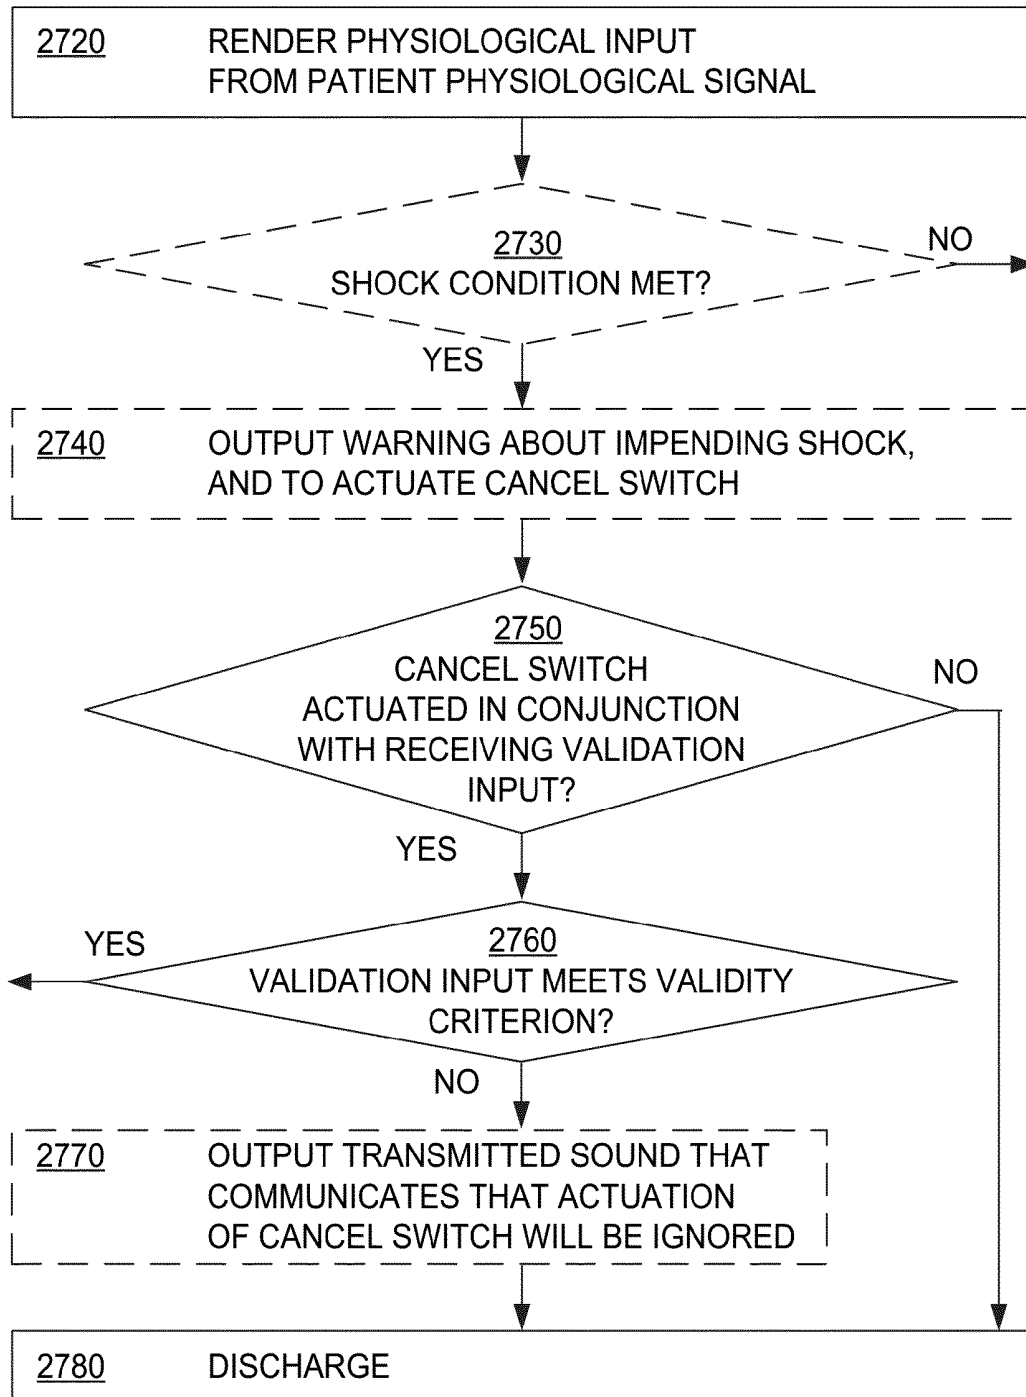 2720 RENDER PHYSIOLOGICAL INPUT
FROM PATIENT PHYSIOLOGICAL SIGNAL
2730
SHOCK CONDITION MET?
NO
YES
2740 OUTPUT WARNING ABOUT IMPENDING SHOCK,
AND TO ACTUATE CANCEL SWITCH
2750
CANCEL SWITCH
ACTUATED IN CONJUNCTION
WITH RECEIVING VALIDATION
INPUT?
NO
YES
2760
VALIDATION INPUT MEETS VALIDITY
CRITERION?
YES
NO
2770 OUTPUT TRANSMITTED SOUND THAT
COMMUNICATES THAT ACTUATION
OF CANCEL SWITCH WILL BE IGNORED
2780 DISCHARGE